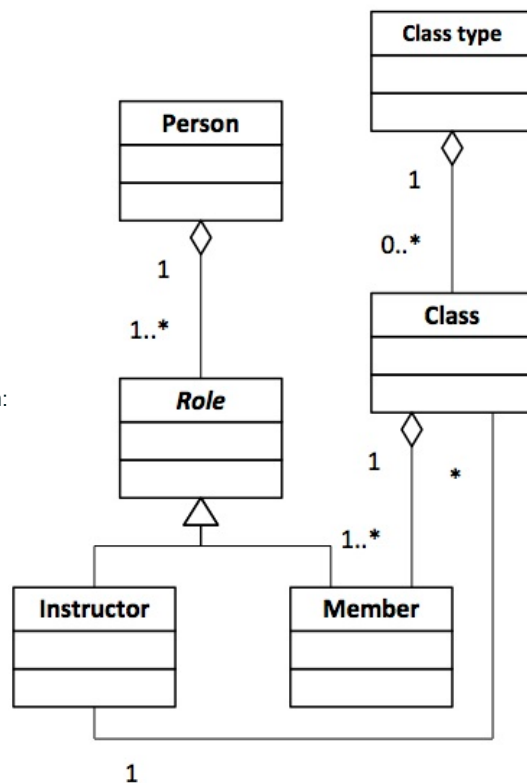 Class type
Person
1
1
0..*
1..*
Class
Role
1
*
1..*
Instructor
Member
1